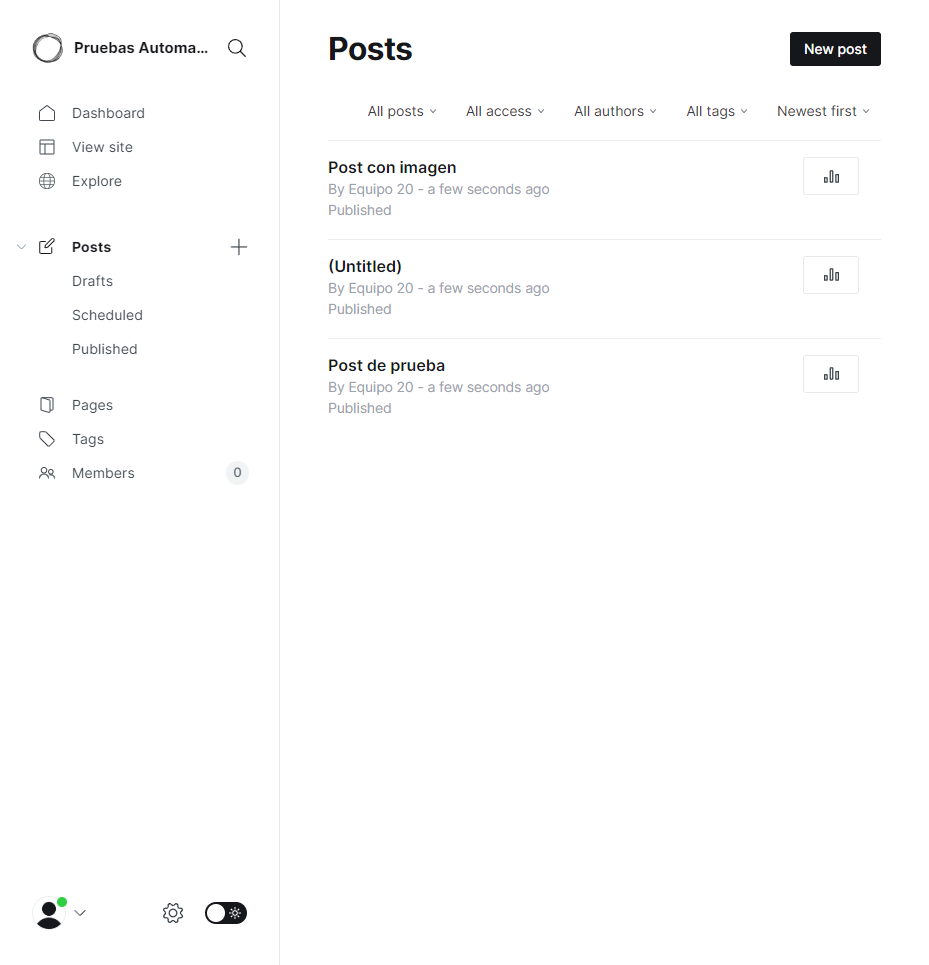 Pruebas Automa...
Dashboard
View site
Explore
Posts
Drafts
Scheduled
Published
Pages
Tags
Members 0
Posts
New post
All posts All access All authors All tags Newest first
Post con imagen
By Equipo 20 - a few seconds ago
Published
(Untitled)
By Equipo 20 - a few seconds ago
Published
Post de prueba
By Equipo 20 - a few seconds ago
Published